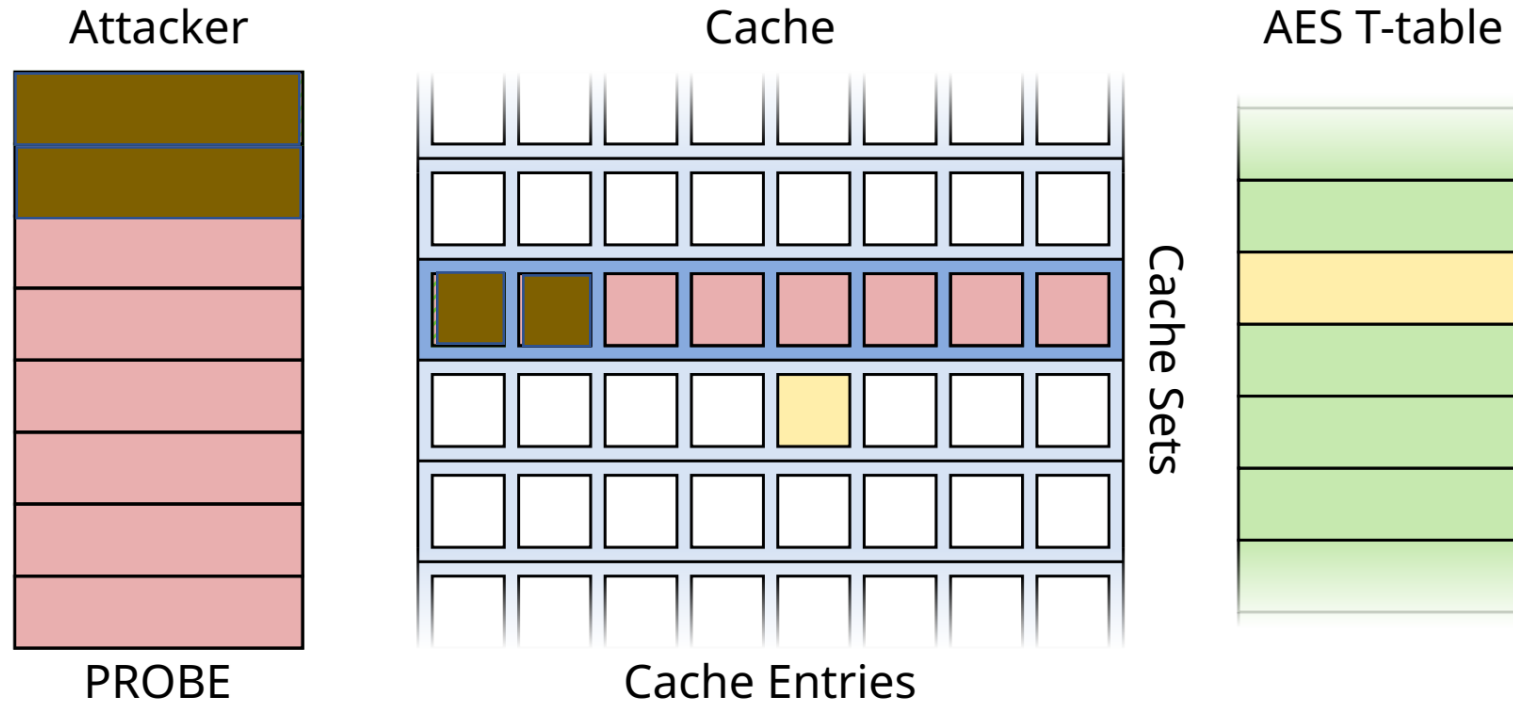 Attacker
Cache
AES T-table
Cache Sets
PROBE
Cache Entries